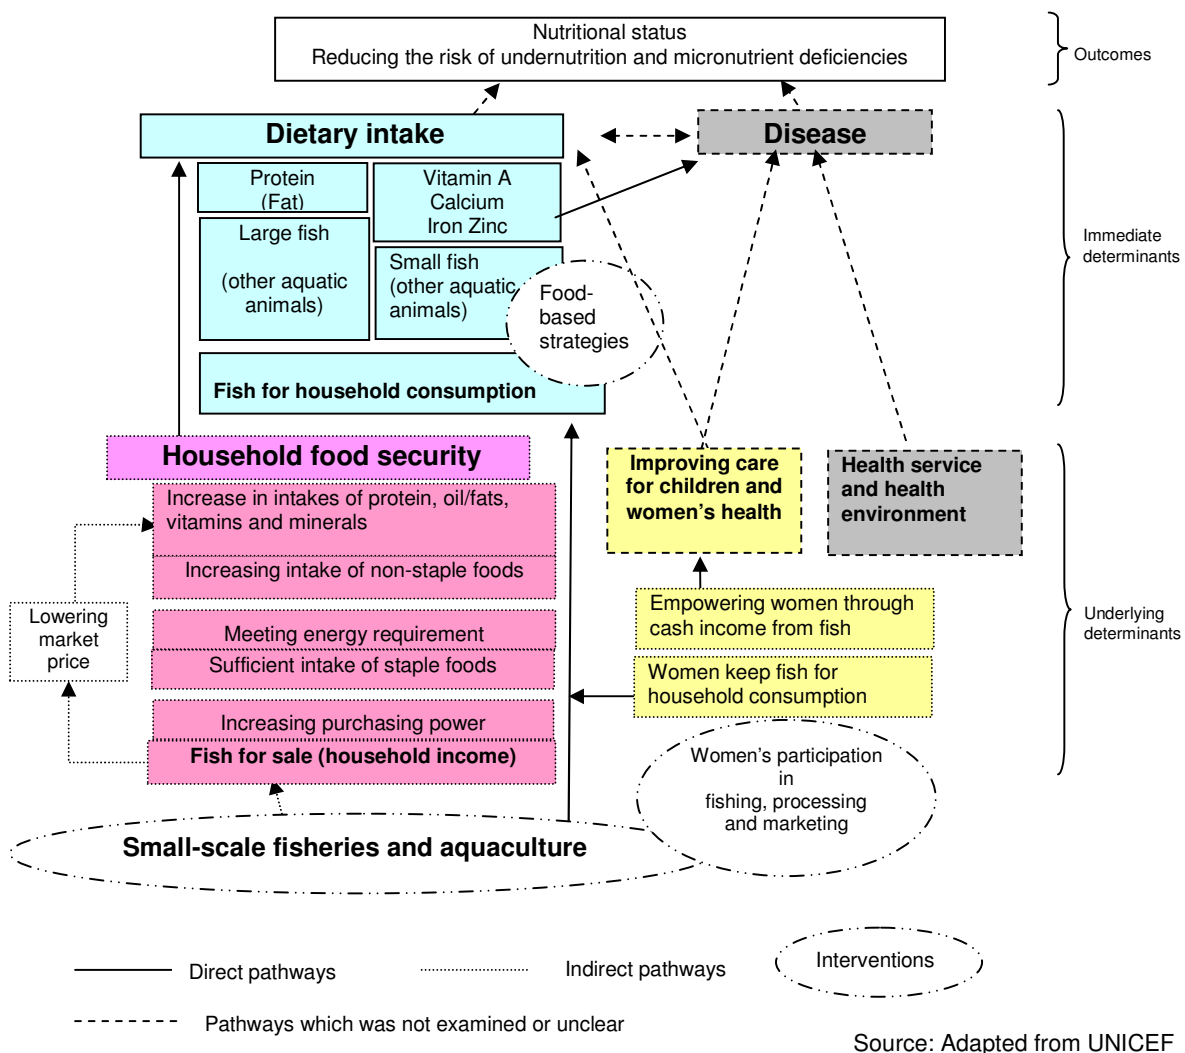 Nutritional status
Reducing the risk of undernutrition and micronutrient deficiencies
Outcomes
Dietary intake
Disease
Protein
(Fat)
Vitamin A
Calcium
Iron Zinc
Large fish
(other aquatic
animals)
Small fish
(other aquatic
animals)
Food-
based
strategies
Immediate
determinants
Fish for household consumption
Household food security
Increase in intakes of protein, oil/fats,
vitamins and minerals
Increasing intake of non-staple foods
Meeting energy requirement
Sufficient intake of staple foods
Increasing purchasing power
Fish for sale (household income)
Lowering
market
price
Improving care
for children and
women's health
Health service
and health
environment
Empowering women through
cash income from fish
Women keep fish for
household consumption
Underlying
determinants
Women's participation
in
fishing, processing
and marketing
Small-scale fisheries and aquaculture
Direct pathways
Indirect pathways
Interventions
Pathways which was not examined or unclear
Source: Adapted from UNICEF